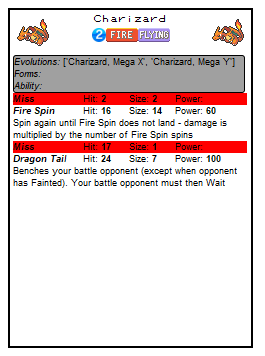 Charizard
2 FIRE FLYING
Evolutions: ['Charizard, Mega X', 'Charizard, Mega Y']
Forms:
Ability:
Miss Hit: 2 Size: 2 Power:
Fire Spin Hit: 16 Size: 14 Power: 60
Spin again until Fire Spin does not land - damage is
multiplied by the number of Fire Spin spins
Miss Hit: 17 Size: 1 Power:
Dragon Tail Hit: 24 Size: 7 Power: 100
Benches your battle opponent (except when opponent
has Fainted). Your battle opponent must then Wait